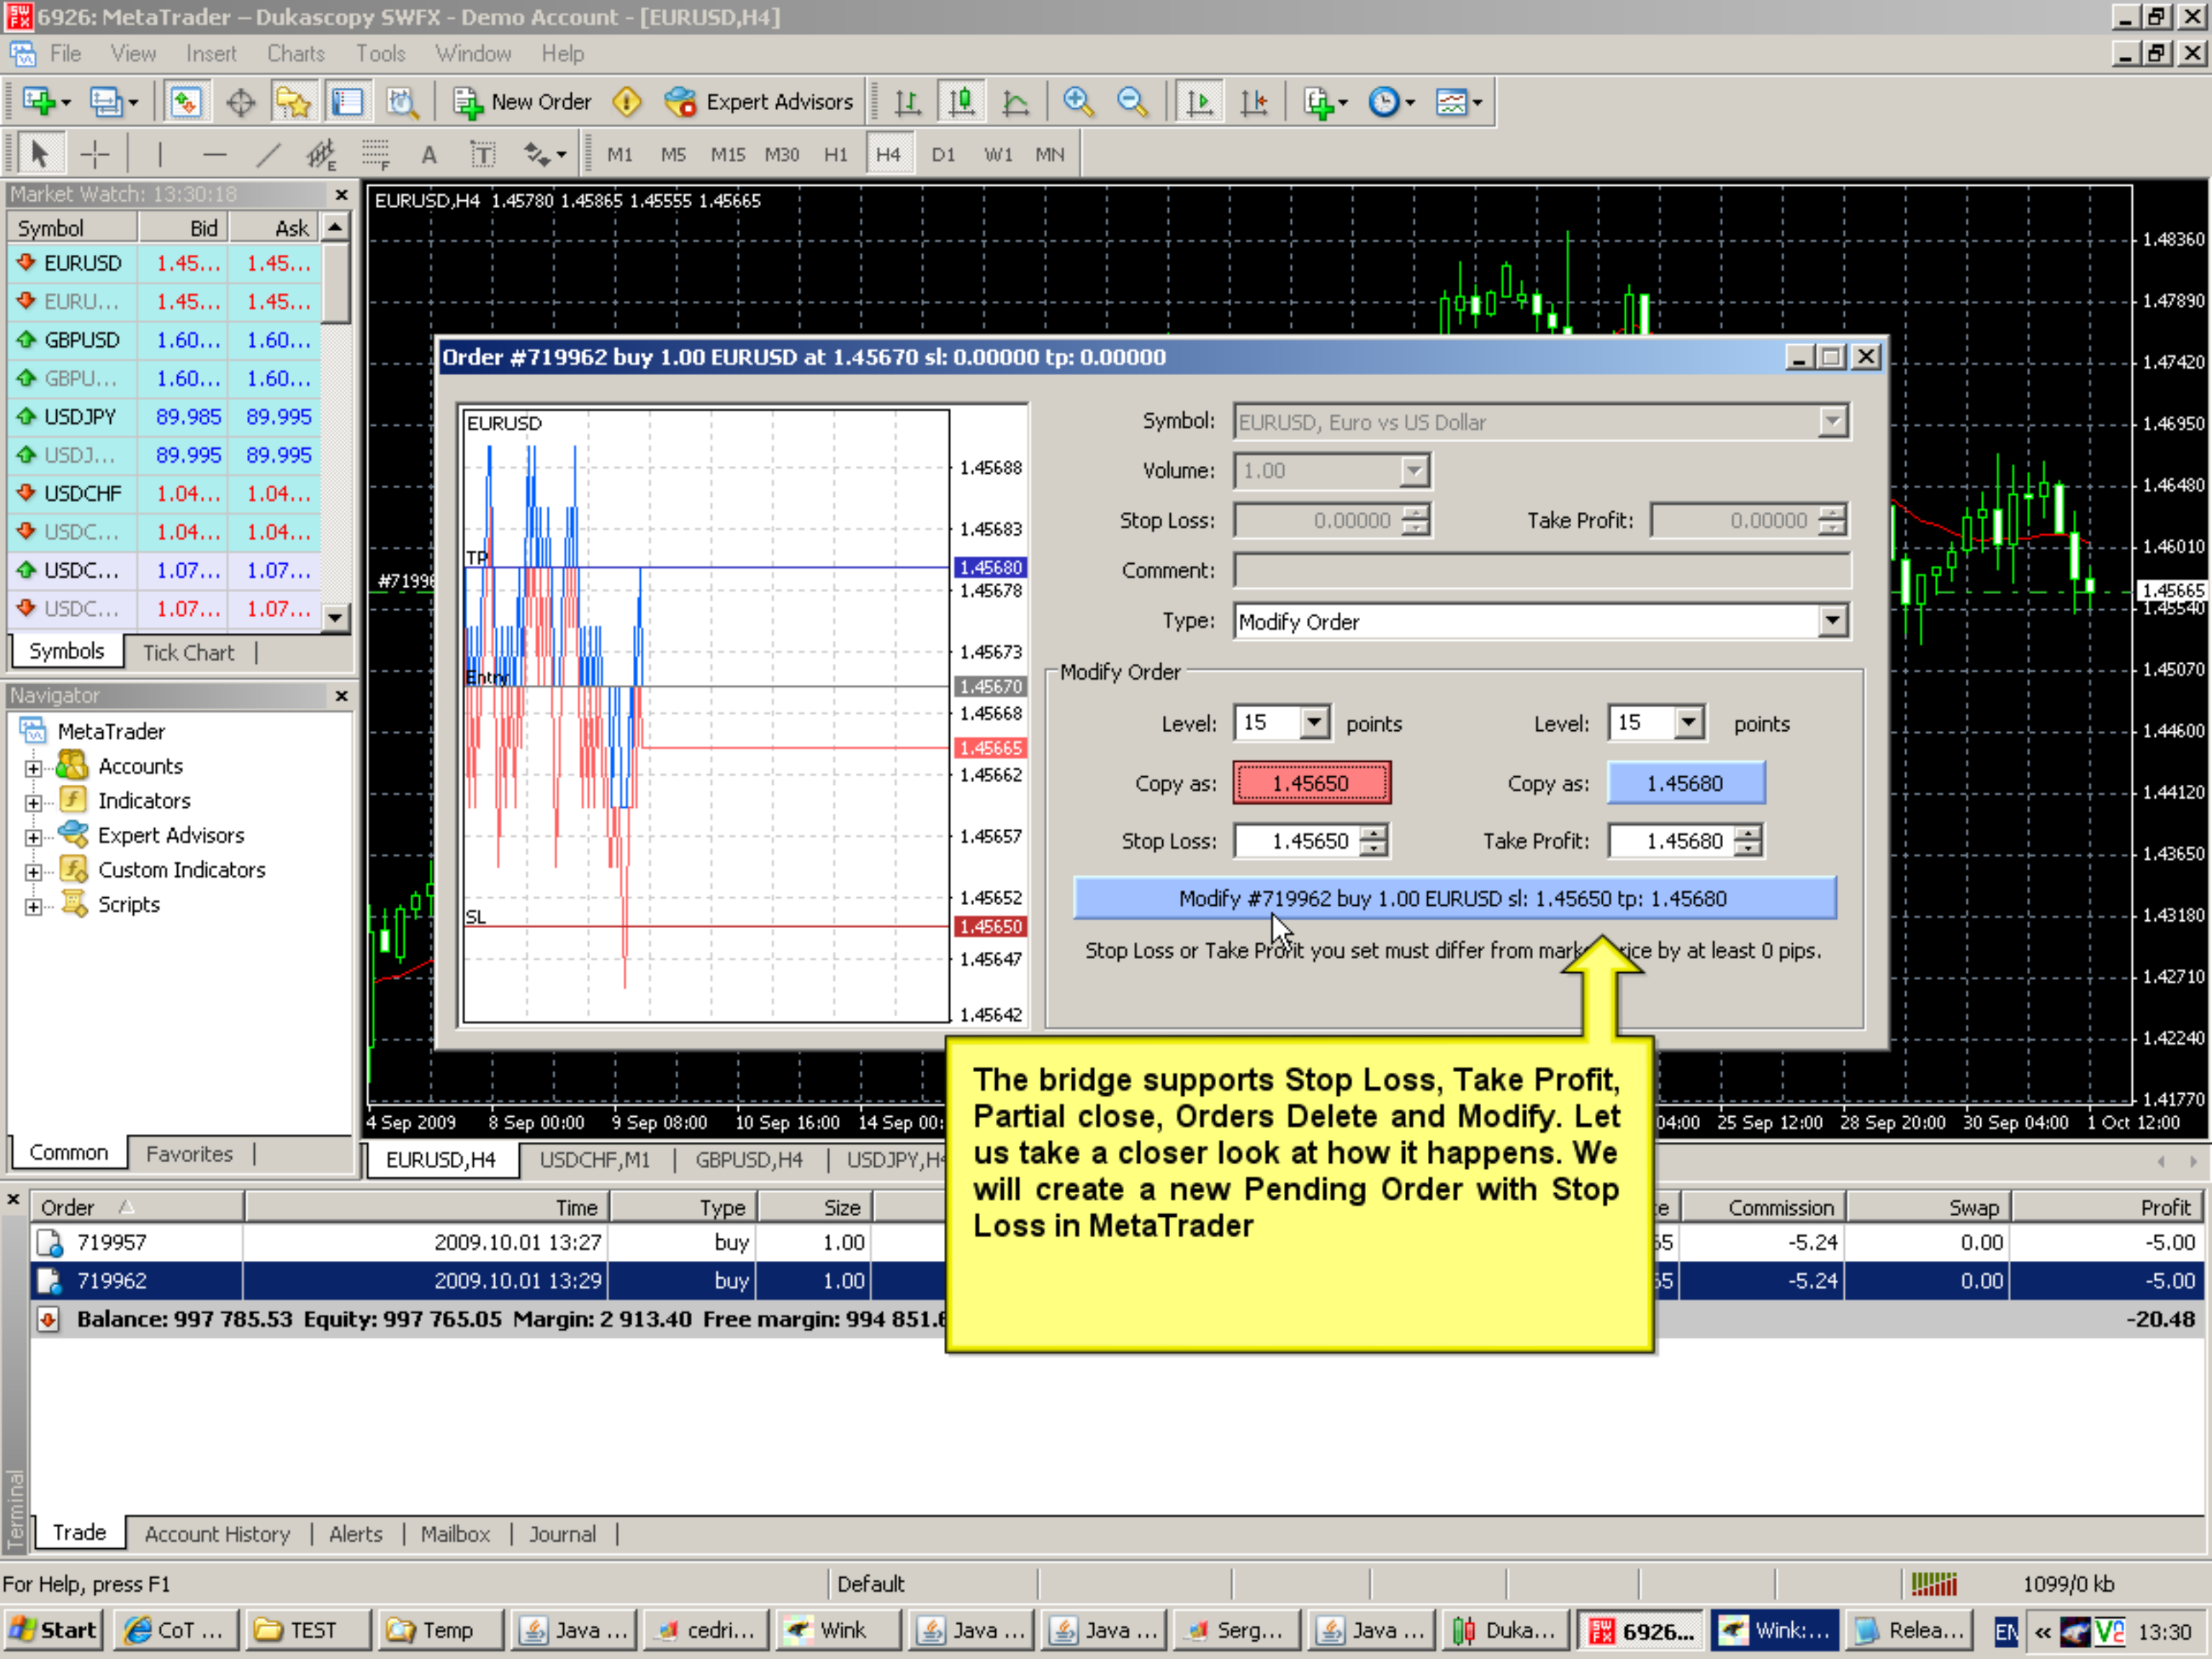 6926: MetaTrader – Dukascopy SWFX - Demo Account - [EURUSD,H4]
File View Insert Charts Tools Window Help
New Order Expert Advisors
M1 M5 M15 M30 H1 H4 D1 W1 MN
Market Watch: 13:30:18
Symbol Bid Ask
EURUSD 1.45... 1.45...
EURU... 1.45... 1.45...
GBPUSD 1.60... 1.60...
GBPU... 1.60... 1.60...
USDJPY 89.985 89.995
USDJ... 89.995 89.995
USDCHF 1.04... 1.04...
USDC... 1.04... 1.04...
USDC... 1.07... 1.07...
USDC... 1.07... 1.07...
Symbols Tick Chart
Navigator
MetaTrader
Accounts
Indicators
Expert Advisors
Custom Indicators
Scripts
Common Favorites
EURUSD,H4 1.45780 1.45865 1.45555 1.45665
#71996
1.48360
1.47890
1.47420
1.46950
1.46480
1.46010
1.45665
1.45540
1.45070
1.44600
1.44120
1.43650
1.43180
1.42710
1.42240
1.41770
Order #719962 buy 1.00 EURUSD at 1.45670 sl: 0.00000 tp: 0.00000
EURUSD
TP
Entry
SL
1.45688
1.45683
1.45680
1.45678
1.45673
1.45670
1.45668
1.45665
1.45662
1.45657
1.45652
1.45650
1.45647
1.45642
Symbol: EURUSD, Euro vs US Dollar
Volume: 1.00
Stop Loss: 0.00000 Take Profit: 0.00000
Comment:
Type: Modify Order
Modify Order
Level: 15 points Level: 15 points
Copy as: 1.45650 Copy as: 1.45680
Stop Loss: 1.45650 Take Profit: 1.45680
Modify #719962 buy 1.00 EURUSD sl: 1.45650 tp: 1.45680
Stop Loss or Take Profit you set must differ from market price by at least 0 pips.
The bridge supports Stop Loss, Take Profit,
Partial close, Orders Delete and Modify. Let
us take a closer look at how it happens. We
will create a new Pending Order with Stop
Loss in MetaTrader
4 Sep 2009 8 Sep 00:00 9 Sep 08:00 10 Sep 16:00 14 Sep 00: 04:00 25 Sep 12:00 28 Sep 20:00 30 Sep 04:00 1 Oct 12:00
EURUSD,H4 USDCHF,M1 GBPUSD,H4 USDJPY,H4
Order Time Type Size Commission Swap Profit
719957 2009.10.01 13:27 buy 1.00 -5.24 0.00 -5.00
719962 2009.10.01 13:29 buy 1.00 -5.24 0.00 -5.00
Balance: 997 785.53 Equity: 997 765.05 Margin: 2 913.40 Free margin: 994 851.6 -20.48
Terminal
Trade Account History Alerts Mailbox Journal
For Help, press F1 Default 1099/0 kb
Start CoT ... TEST Temp Java ... cedri... Wink Java ... Java ... Serg... Java ... Duka... 6926... Wink:... Relea... EN 13:30